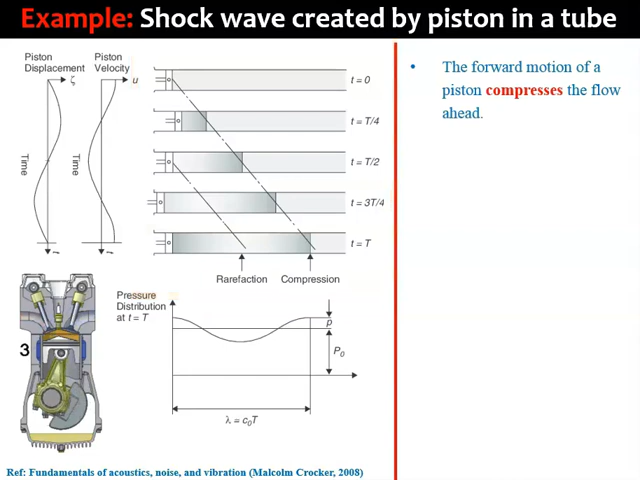 Example: Shock wave created by piston in a tube
Piston
Displacement
ζ
Piston
Velocity
u
Time
Time
t
t
t = 0
t = T/4
t = T/2
t = 3T/4
t = T
Rarefaction
Compression
Pressure
Distribution
at t = T
p
P₀
λ = c₀T
3
• The forward motion of a
piston compresses the flow
ahead.
Ref: Fundamentals of acoustics, noise, and vibration (Malcolm Crocker, 2008)